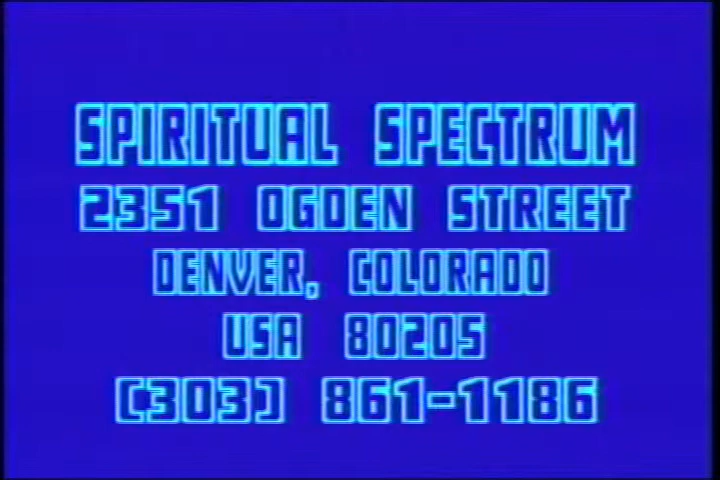 SPIRITUAL SPECTRUM
2351 OGDEN STREET
DENVER, COLORADO
USA 80205
(303) 861-1186